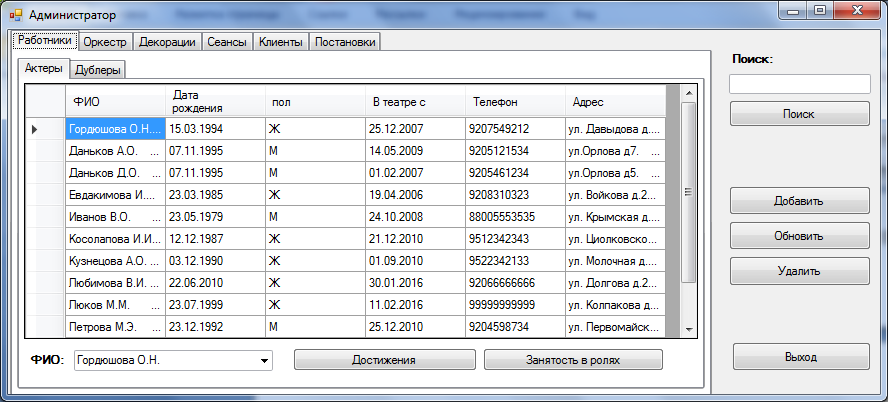 Администратор
Работники Оркестр Декорации Сеансы Клиенты Постановки
Актеры Дублеры
ФИО Дата рождения пол В театре с Телефон Адрес
Гордюшова О.Н.... 15.03.1994 Ж 25.12.2007 9207549212 ул. Давыдова д....
Даньков А.О. ... 07.11.1995 М 14.05.2009 9205121534 ул.Орлова д7. ...
Даньков Д.О. ... 07.11.1995 М 01.02.2007 9205461234 ул.Орлова д5. ...
Евдакимова И.... 23.03.1985 Ж 19.04.2006 9208310323 ул. Войкова д.2...
Иванов В.О. ... 23.05.1979 М 24.10.2008 88005553535 ул. Крымская д....
Косолапова И.И... 12.12.1987 Ж 21.12.2010 9512342343 ул. Циолковско...
Кузнецова А.О. ... 03.12.1990 Ж 01.09.2010 9522342133 ул. Молочная д....
Любимова В.И. ... 22.06.2010 Ж 30.01.2016 92066666666 ул. Долгова д.2...
Люков М.М. ... 23.07.1999 Ж 11.02.2016 99999999999 ул. Колпакова д...
Петрова М.Э. ... 23.12.1992 М 25.12.2010 9204598734 ул. Первомайск...
ФИО: Гордюшова О.Н. Достижения Занятость в ролях
Поиск:
Поиск
Добавить
Обновить
Удалить
Выход